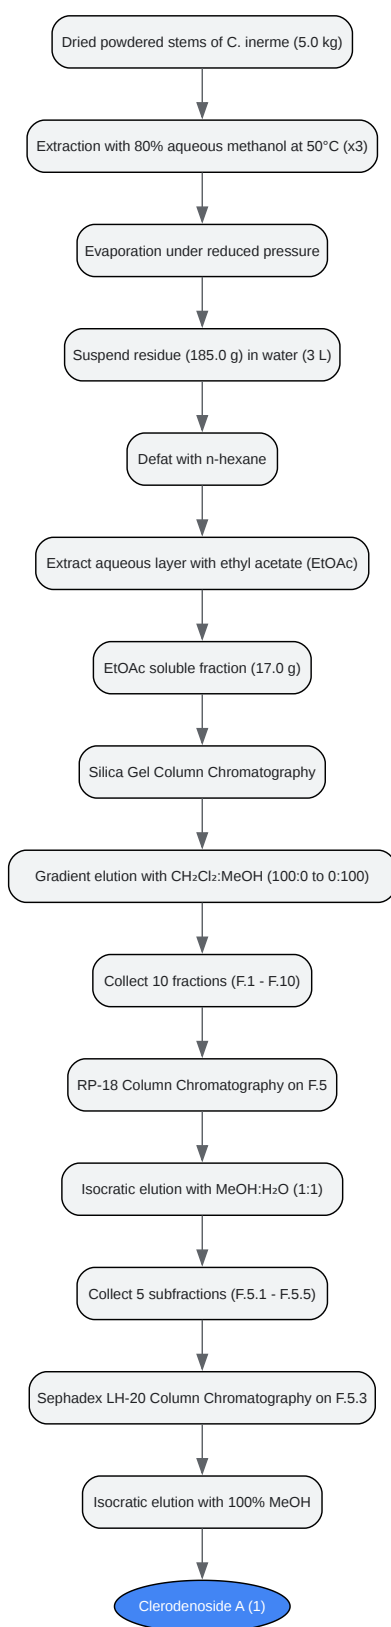 Dried powdered stems of C. inerme (5.0 kg)
Extraction with 80% aqueous methanol at 50°C (x3)
Evaporation under reduced pressure
Suspend residue (185.0 g) in water (3 L)
Defat with n-hexane
Extract aqueous layer with ethyl acetate (EtOAc)
EtOAc soluble fraction (17.0 g)
Silica Gel Column Chromatography
Gradient elution with CH₂Cl₂:MeOH (100:0 to 0:100)
Collect 10 fractions (F.1 - F.10)
RP-18 Column Chromatography on F.5
Isocratic elution with MeOH:H₂O (1:1)
Collect 5 subfractions (F.5.1 - F.5.5)
Sephadex LH-20 Column Chromatography on F.5.3
Isocratic elution with 100% MeOH
Clerodenoside A (1)